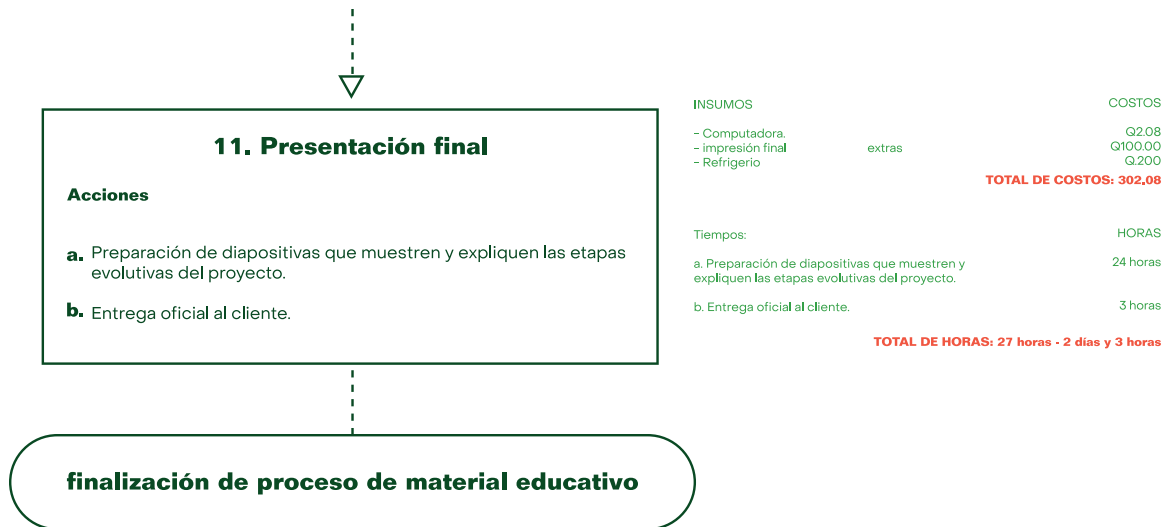 11. Presentación final
Acciones
a. Preparación de diapositivas que muestren y expliquen las etapas
evolutivas del proyecto.
b. Entrega oficial al cliente.
INSUMOS COSTOS
- Computadora. Q2.08
- impresión final extras Q100.00
- Refrigerio Q.200
TOTAL DE COSTOS: 302.08
Tiempos: HORAS
a. Preparación de diapositivas que muestren y 24 horas
expliquen las etapas evolutivas del proyecto.
b. Entrega oficial al cliente. 3 horas
TOTAL DE HORAS: 27 horas - 2 días y 3 horas
finalización de proceso de material educativo